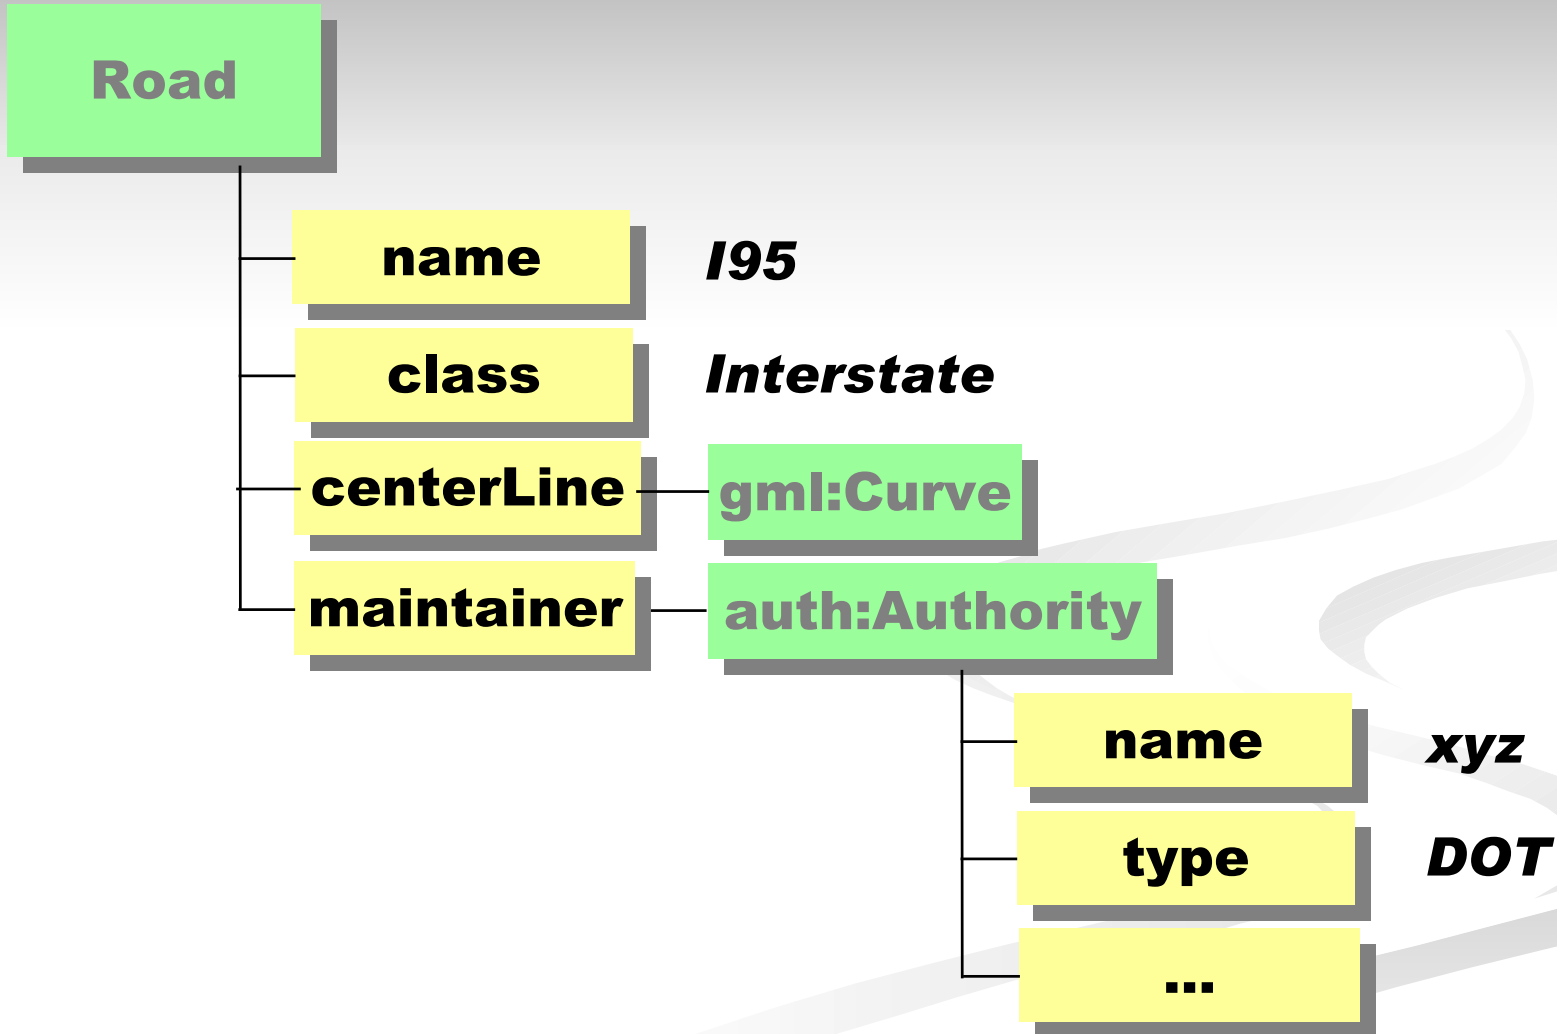 Road
name I95
class Interstate
centerLine gml:Curve
maintainer auth:Authority
name xyz
type DOT
...